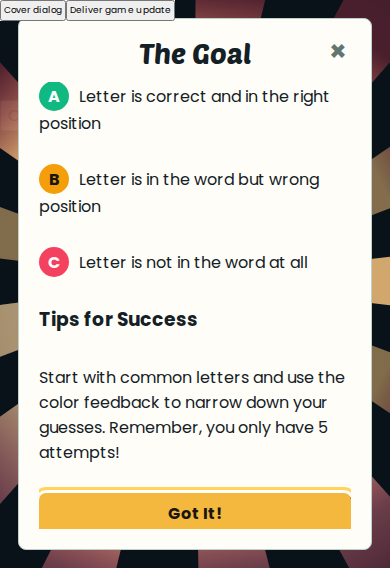 Cover dialog Deliver game update
The Goal ✖
A Letter is correct and in the right
position
B Letter is in the word but wrong
position
C Letter is not in the word at all
Tips for Success
Start with common letters and use the
color feedback to narrow down your
guesses. Remember, you only have 5
attempts!
Got It!